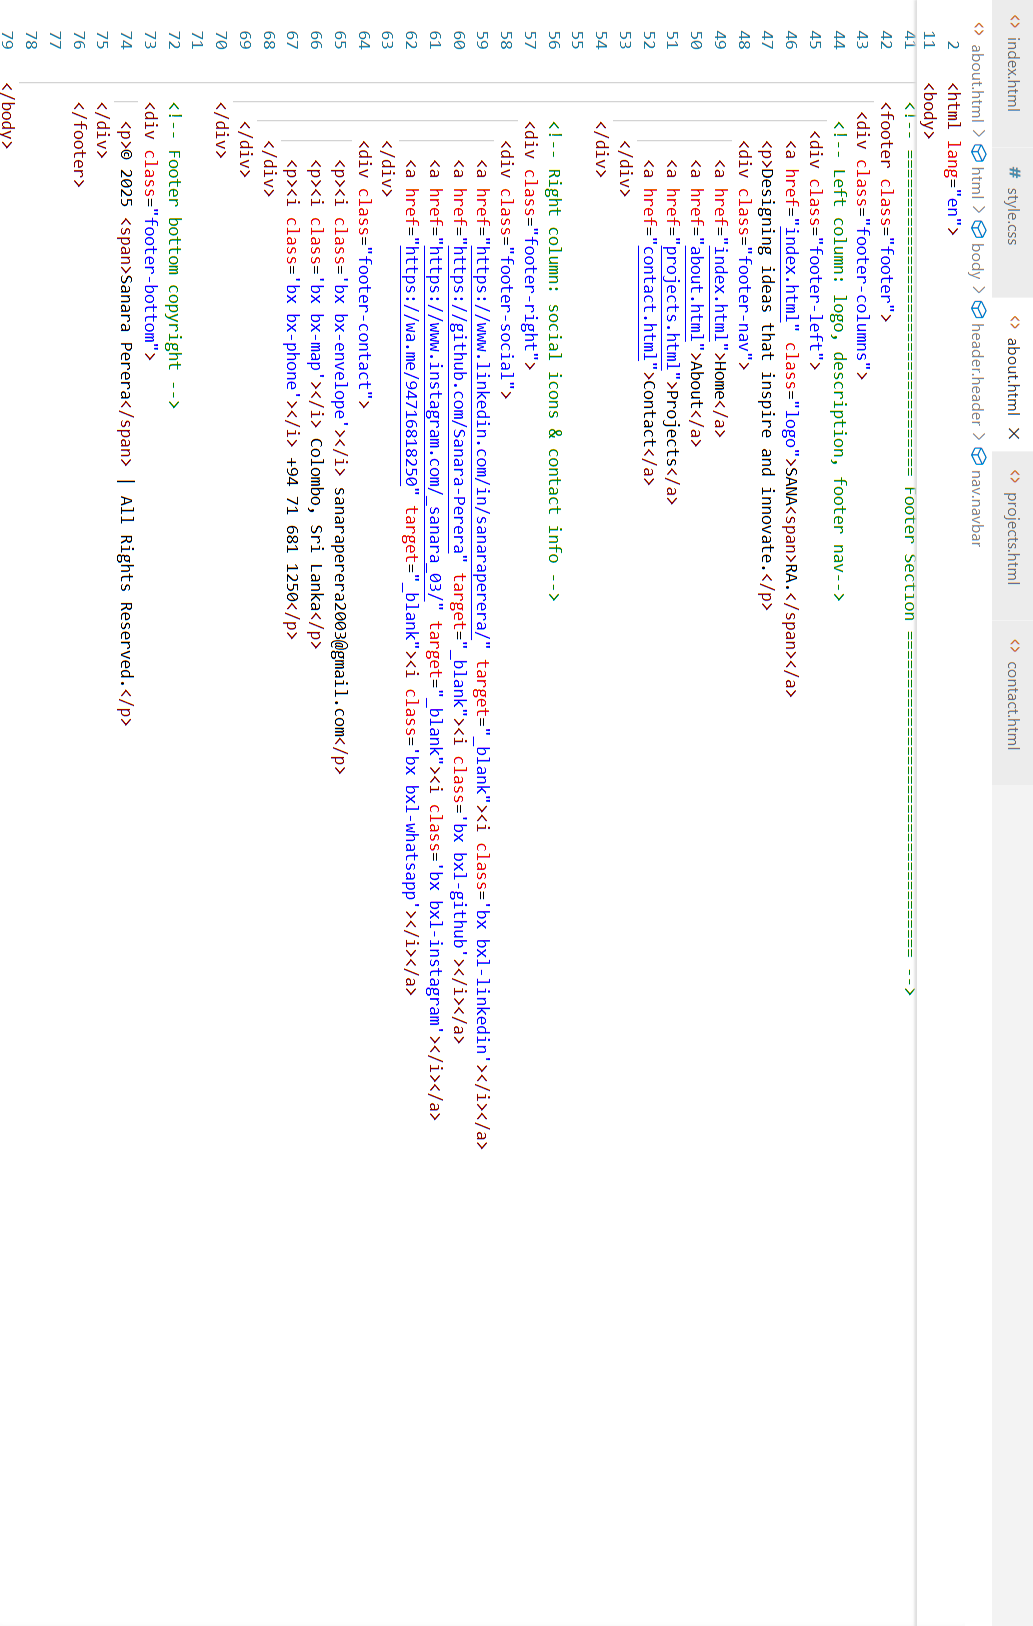 index.html
style.css
about.html
projects.html
contact.html
about.html > html > body > header.header > nav.navbar
2 <html lang="en">
11 <body>
41 <!-- ============================ Footer Section ============================ -->
42 <footer class="footer">
43 <div class="footer-columns">
44 <!-- Left column: logo, description, footer nav-->
45 <div class="footer-left">
46 <a href="index.html" class="logo">SANA<span>RA.</span></a>
47 <p>Designing ideas that inspire and innovate.</p>
48 <div class="footer-nav">
49 <a href="index.html">Home</a>
50 <a href="about.html">About</a>
51 <a href="projects.html">Projects</a>
52 <a href="contact.html">Contact</a>
53 </div>
54 </div>
55
56 <!-- Right column: social icons & contact info -->
57 <div class="footer-right">
58 <div class="footer-social">
59 <a href="https://www.linkedin.com/in/sanaraperera/" target="_blank"><i class='bx bxl-linkedin'></i></a>
60 <a href="https://github.com/Sanara-Perera" target="_blank"><i class='bx bxl-github'></i></a>
61 <a href="https://www.instagram.com/_sanara_03/" target="_blank"><i class='bx bxl-instagram'></i></a>
62 <a href="https://wa.me/94716818250" target="_blank"><i class='bx bxl-whatsapp'></i></a>
63 </div>
64 <div class="footer-contact">
65 <p><i class='bx bx-envelope'></i> sanaraperera2003@gmail.com</p>
66 <p><i class='bx bx-map'></i> Colombo, Sri Lanka</p>
67 <p><i class='bx bx-phone'></i> +94 71 681 1250</p>
68 </div>
69 </div>
70 </div>
71
72 <!-- Footer bottom copyright -->
73 <div class="footer-bottom">
74 <p>© 2025 <span>Sanara Perera</span> | All Rights Reserved.</p>
75 </div>
76 </footer>
77
78
79 </body>